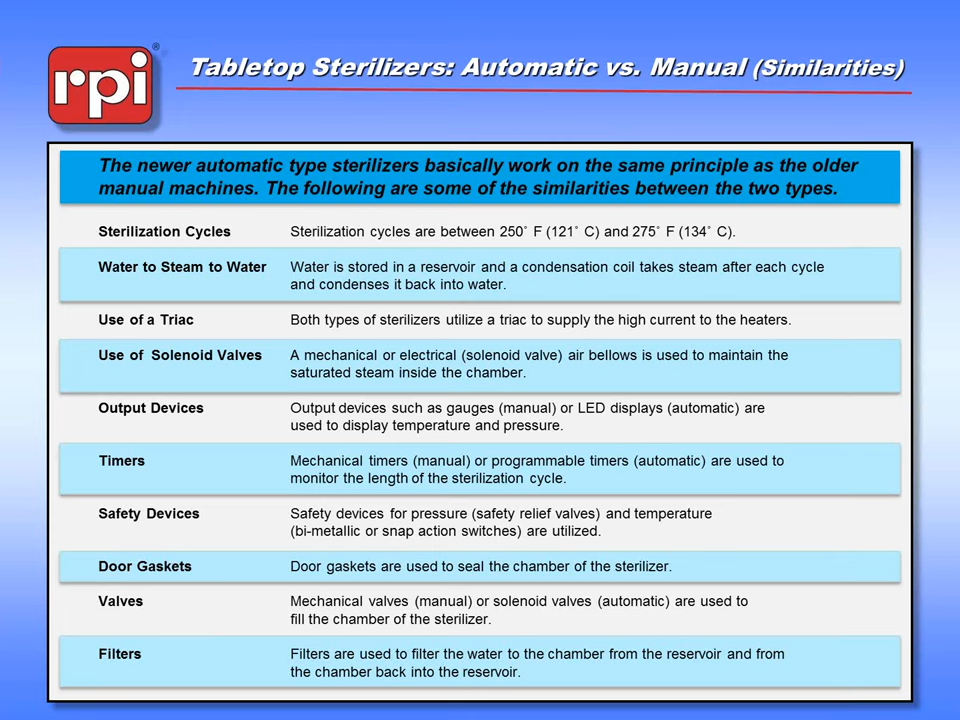 rpi®
Tabletop Sterilizers: Automatic vs. Manual (Similarities)
The newer automatic type sterilizers basically work on the same principle as the older
manual machines. The following are some of the similarities between the two types.
Sterilization Cycles Sterilization cycles are between 250˚ F (121˚ C) and 275˚ F (134˚ C).
Water to Steam to Water Water is stored in a reservoir and a condensation coil takes steam after each cycle
and condenses it back into water.
Use of a Triac Both types of sterilizers utilize a triac to supply the high current to the heaters.
Use of Solenoid Valves A mechanical or electrical (solenoid valve) air bellows is used to maintain the
saturated steam inside the chamber.
Output Devices Output devices such as gauges (manual) or LED displays (automatic) are
used to display temperature and pressure.
Timers Mechanical timers (manual) or programmable timers (automatic) are used to
monitor the length of the sterilization cycle.
Safety Devices Safety devices for pressure (safety relief valves) and temperature
(bi-metallic or snap action switches) are utilized.
Door Gaskets Door gaskets are used to seal the chamber of the sterilizer.
Valves Mechanical valves (manual) or solenoid valves (automatic) are used to
fill the chamber of the sterilizer.
Filters Filters are used to filter the water to the chamber from the reservoir and from
the chamber back into the reservoir.